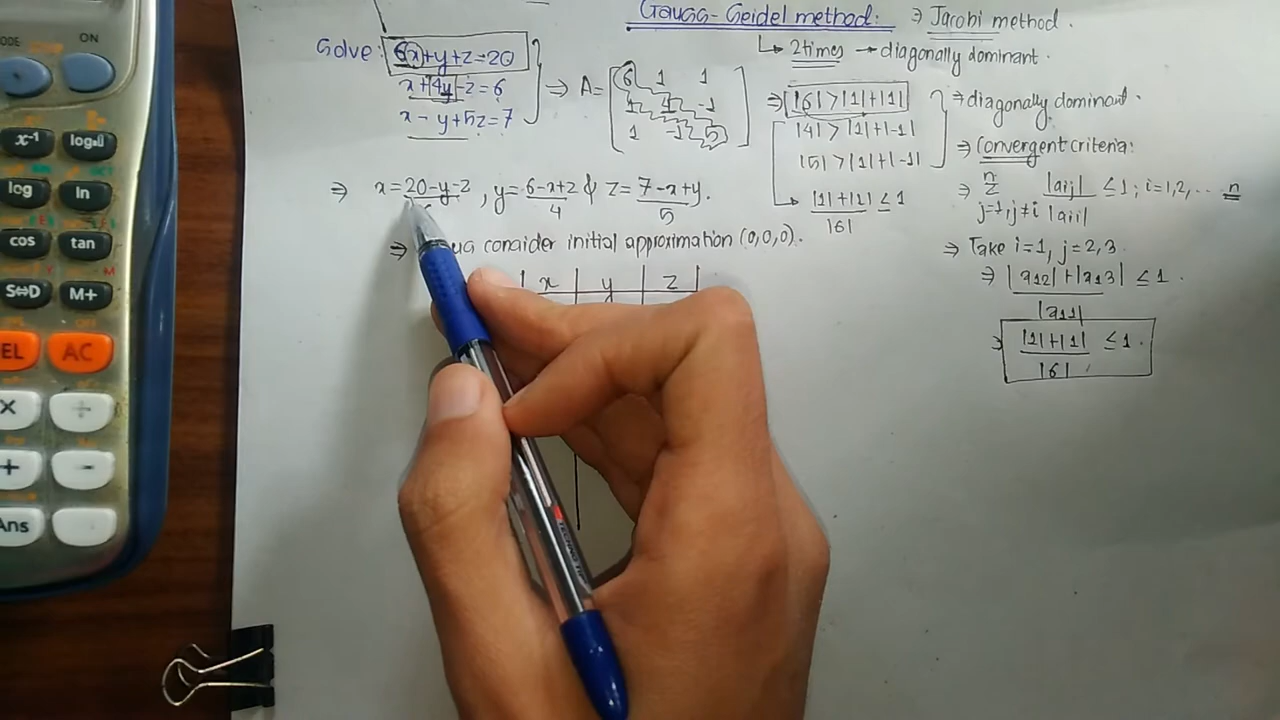 Gauss-Seidel method: ⇒ Jacobi method.
↳ 2times → diagonally dominant.
Solve: 6x+y+z=20
x+4y-z=6
x-y+5z=7
⇒ A= [6 1 1
1 4 -1
1 -1 5]
⇒ |6|>|1|+|1|
|4|>|1|+|-1|
|5|>|1|+|-1|
|1|+|1| ≤ 1
|6|
⇒ diagonally dominant.
⇒ Convergent criteria:
⇒ n Σ j=1,j≠i |aij| / |aii| ≤ 1; i=1,2,... n
⇒ Take i=1, j=2,3.
⇒ |a12|+|a13| ≤ 1.
|a11|
⇒ |1|+|1| ≤ 1.
|6|
⇒ x=20-y-z, y=6-x+z / 4 & z=7-x+y / 5.
⇒ consider initial approximation (0,0,0).
x y z
ON
x⁻¹ log
log ln
cos tan
S⇔D M+
EL AC
× ÷
+ -
Ans